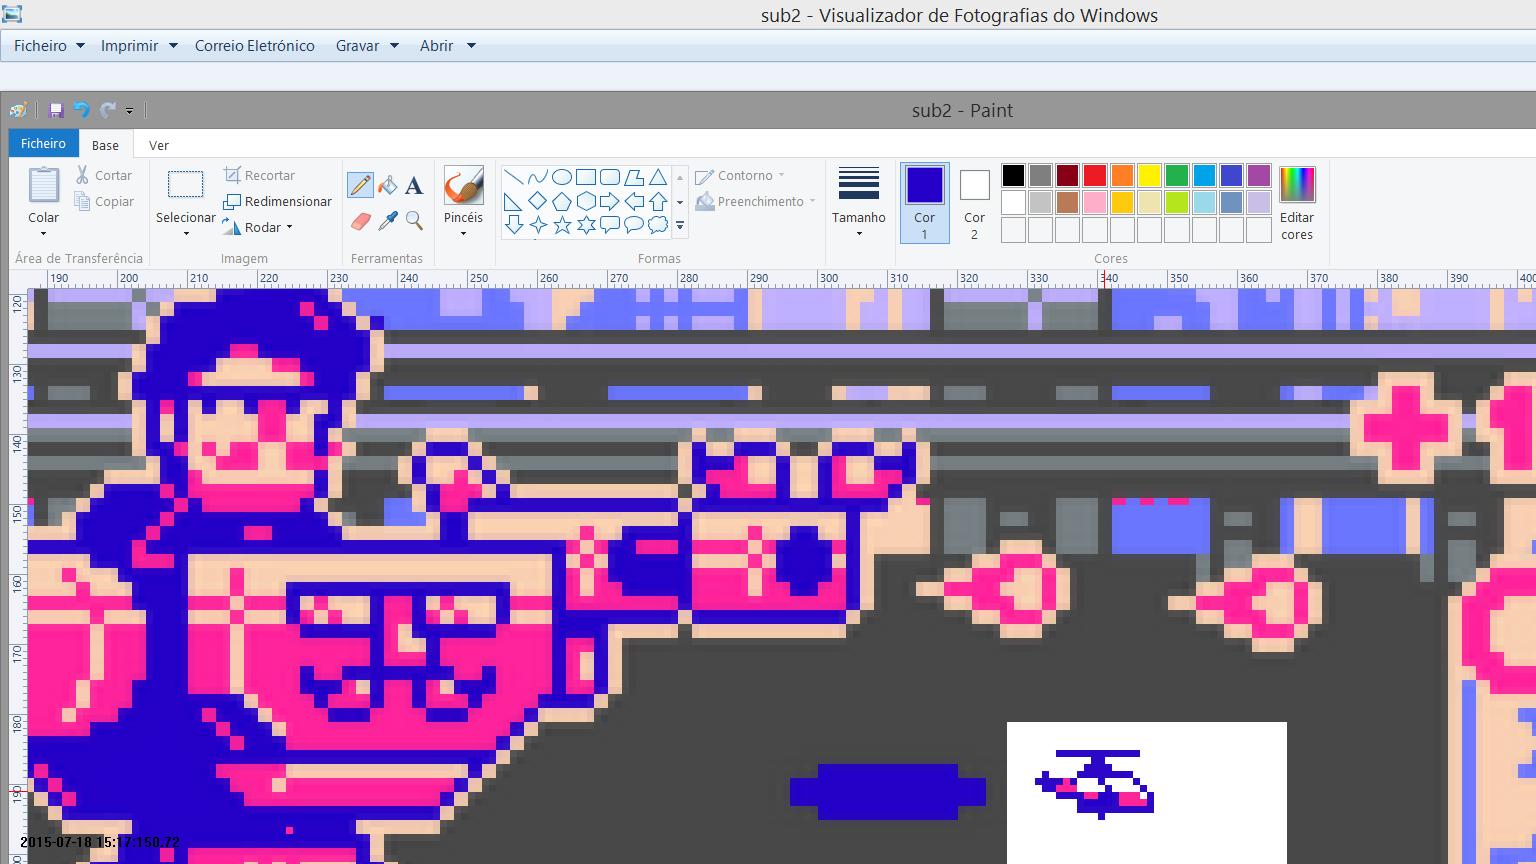 sub2 - Visualizador de Fotografias do Windows
Ficheiro Imprimir Correio Eletrónico Gravar Abrir
sub2 - Paint
Ficheiro Base Ver
Colar
Cortar
Copiar
Área de Transferência
Selecionar
Recortar
Redimensionar
Rodar
Imagem
A
Ferramentas
Pincéis
Contorno
Preenchimento
Formas
Tamanho
Cor
1
Cor
2
Editar
cores
Cores
190 200 210 220 230 240 250 260 270 280 290 300 310 320 330 340 350 360 370 380 390 400
120
130
140
150
160
170
180
190
2015-07-18 15:17:150.72